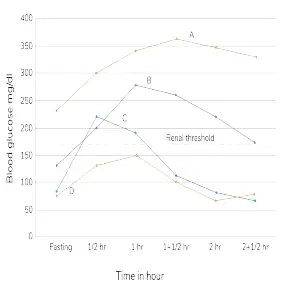 400
350
300
250
200
150
100
50
0
Blood glucose mg/dl
A
B
C
D
Renal threshold
Fasting 1/2 hr 1 hr 1+1/2 hr 2 hr 2+1/2 hr
Time in hour